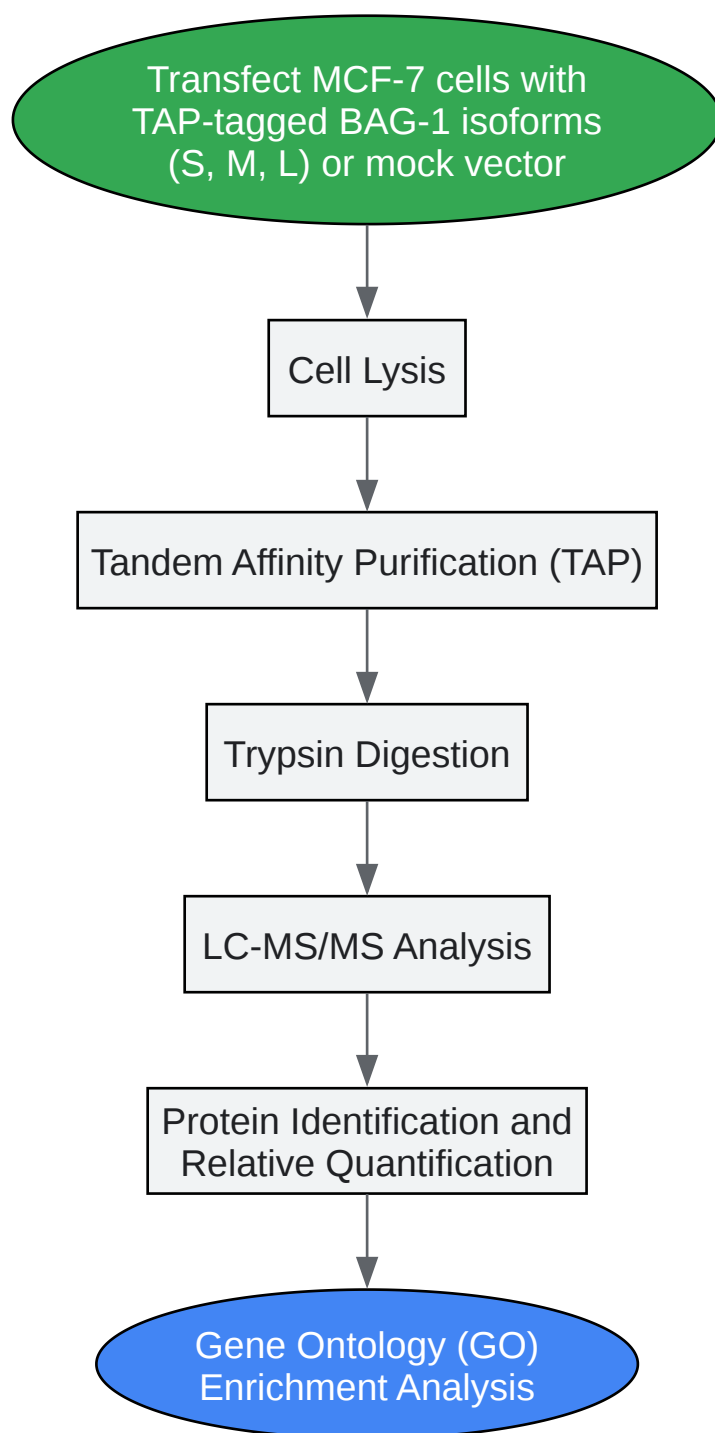 Transfect MCF-7 cells with
TAP-tagged BAG-1 isoforms
(S, M, L) or mock vector
Cell Lysis
Tandem Affinity Purification (TAP)
Trypsin Digestion
LC-MS/MS Analysis
Protein Identification and
Relative Quantification
Gene Ontology (GO)
Enrichment Analysis